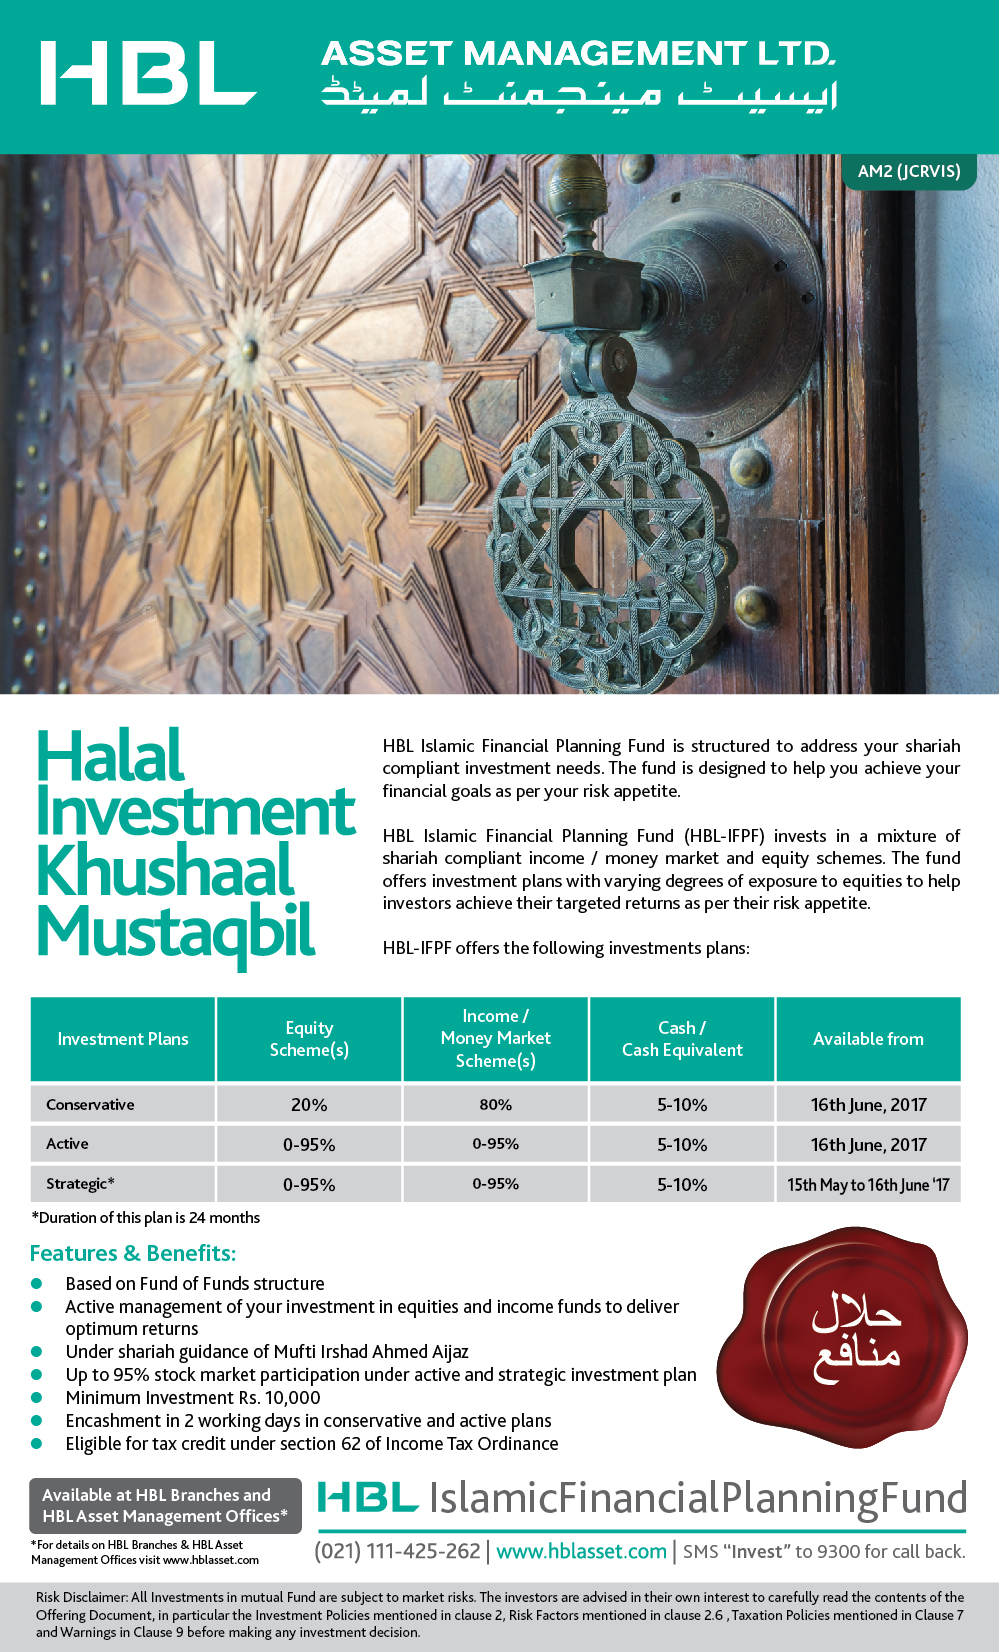 HBL
ASSET MANAGEMENT LTD.
ایسیٹ مینجمنٹ لمیٹڈ
AM2 (JCRVIS)
Halal
Investment
Khushaal
Mustaqbil
HBL Islamic Financial Planning Fund is structured to address your shariah
compliant investment needs. The fund is designed to help you achieve your
financial goals as per your risk appetite.
HBL Islamic Financial Planning Fund (HBL-IFPF) invests in a mixture of
shariah compliant income / money market and equity schemes. The fund
offers investment plans with varying degrees of exposure to equities to help
investors achieve their targeted returns as per their risk appetite.
HBL-IFPF offers the following investments plans:
Investment Plans
Equity
Scheme(s)
Income /
Money Market
Scheme(s)
Cash /
Cash Equivalent
Available from
Conservative 20% 80% 5-10% 16th June, 2017
Active 0-95% 0-95% 5-10% 16th June, 2017
Strategic* 0-95% 0-95% 5-10% 15th May to 16th June ‘17
*Duration of this plan is 24 months
Features & Benefits:
Based on Fund of Funds structure
Active management of your investment in equities and income funds to deliver
optimum returns
Under shariah guidance of Mufti Irshad Ahmed Aijaz
Up to 95% stock market participation under active and strategic investment plan
Minimum Investment Rs. 10,000
Encashment in 2 working days in conservative and active plans
Eligible for tax credit under section 62 of Income Tax Ordinance
حلال
منافع
Available at HBL Branches and
HBL Asset Management Offices*
*For details on HBL Branches & HBL Asset
Management Offices visit www.hblasset.com
HBL IslamicFinancialPlanningFund
(021) 111-425-262 | www.hblasset.com | SMS “Invest” to 9300 for call back.
Risk Disclaimer: All Investments in mutual Fund are subject to market risks. The investors are advised in their own interest to carefully read the contents of the
Offering Document, in particular the Investment Policies mentioned in clause 2, Risk Factors mentioned in clause 2.6 , Taxation Policies mentioned in Clause 7
and Warnings in Clause 9 before making any investment decision.